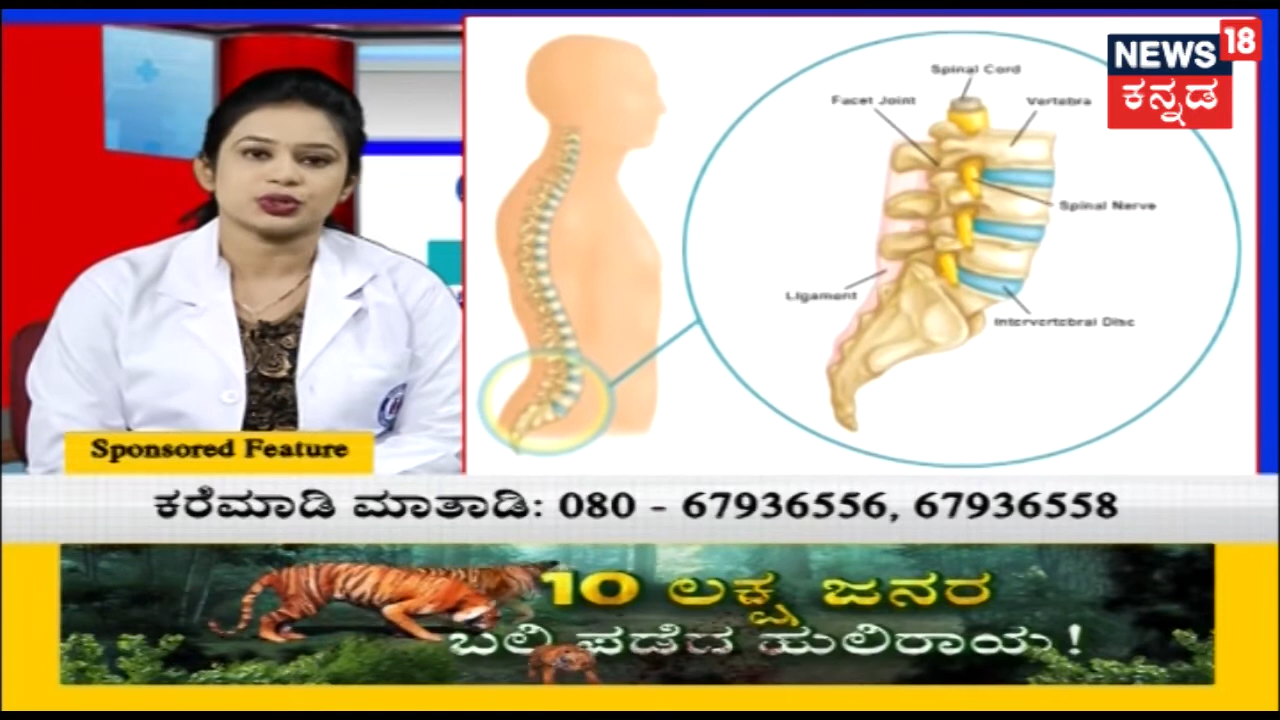 NEWS 18
ಕನ್ನಡ
Spinal Cord
Facet Joint
Vertebra
Spinal Nerve
Ligament
Intervertebral Disc
Sponsored Feature
ಕರೆಮಾಡಿ ಮಾತಾಡಿ: 080 - 67936556, 67936558
10 ಲಕ್ಷ ಜನರ
ಬಲಿ ಪಡೆದ ಹುಲಿರಾಯ!